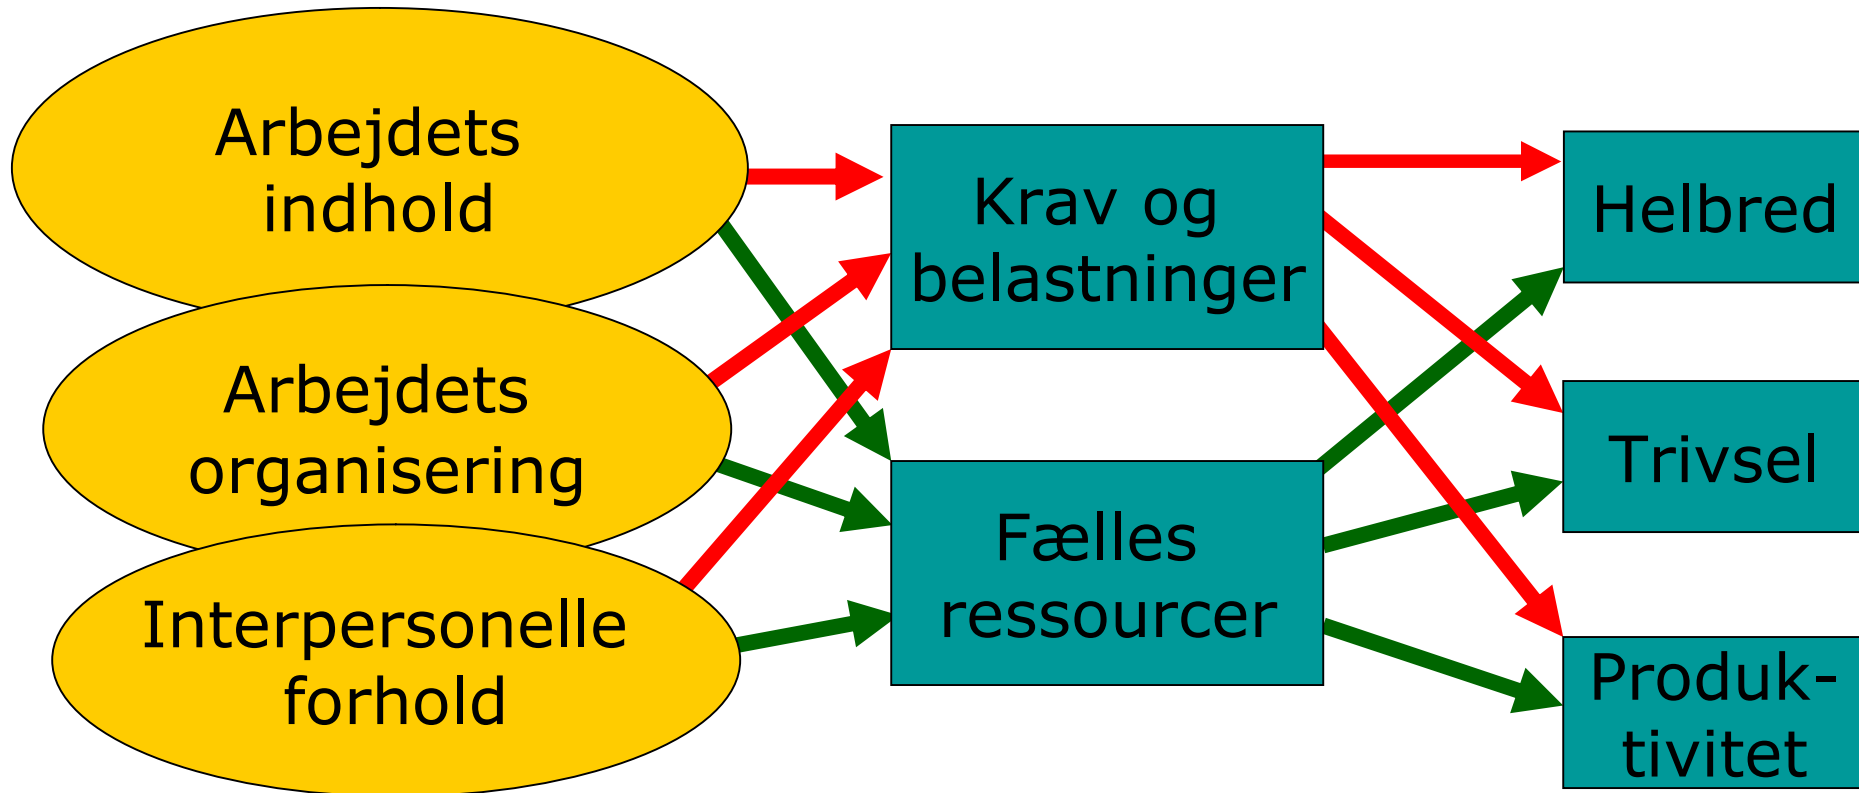 Arbejdets
indhold
Arbejdets
organisering
Interpersonelle
forhold
Krav og
belastninger
Fælles
ressourcer
Helbred
Trivsel
Produk-
tivitet